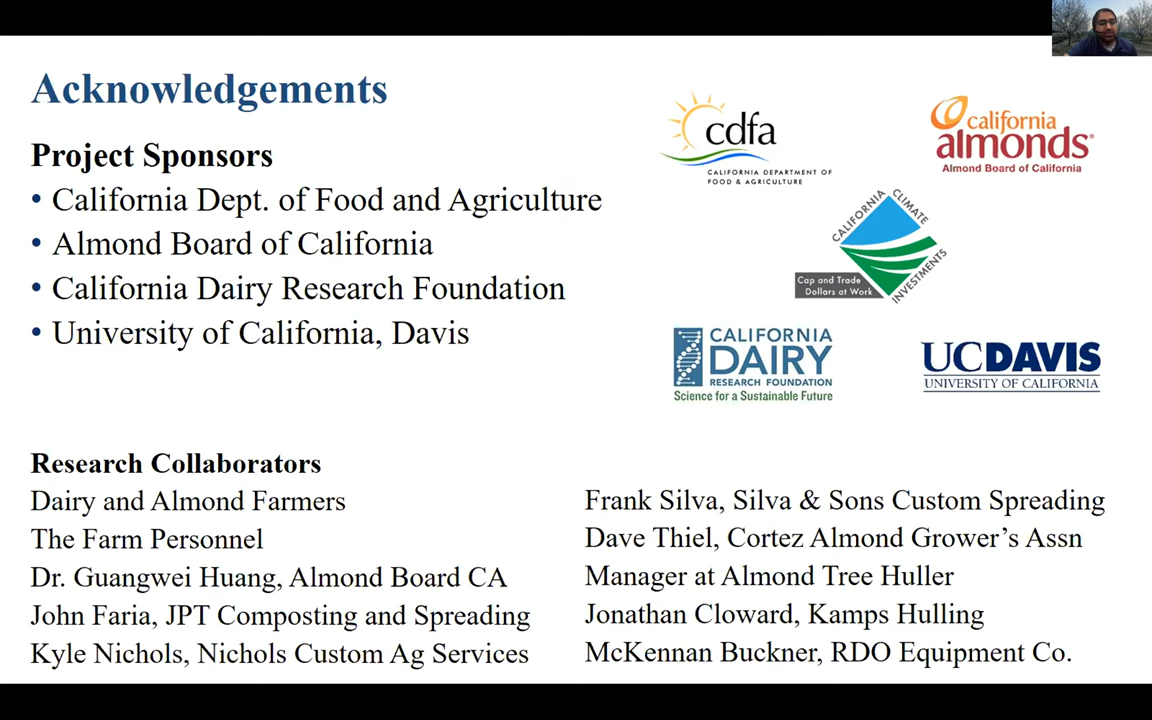 Acknowledgements
Project Sponsors
• California Dept. of Food and Agriculture
• Almond Board of California
• California Dairy Research Foundation
• University of California, Davis
cdfa
CALIFORNIA DEPARTMENT OF
FOOD & AGRICULTURE
california
almonds®
Almond Board of California
CALIFORNIA CLIMATE
INVESTMENTS
Cap and Trade
Dollars at Work
CALIFORNIA
DAIRY
RESEARCH FOUNDATION
Science for a Sustainable Future
UCDAVIS
UNIVERSITY OF CALIFORNIA
Research Collaborators
Dairy and Almond Farmers
The Farm Personnel
Dr. Guangwei Huang, Almond Board CA
John Faria, JPT Composting and Spreading
Kyle Nichols, Nichols Custom Ag Services
Frank Silva, Silva & Sons Custom Spreading
Dave Thiel, Cortez Almond Grower’s Assn
Manager at Almond Tree Huller
Jonathan Cloward, Kamps Hulling
McKennan Buckner, RDO Equipment Co.